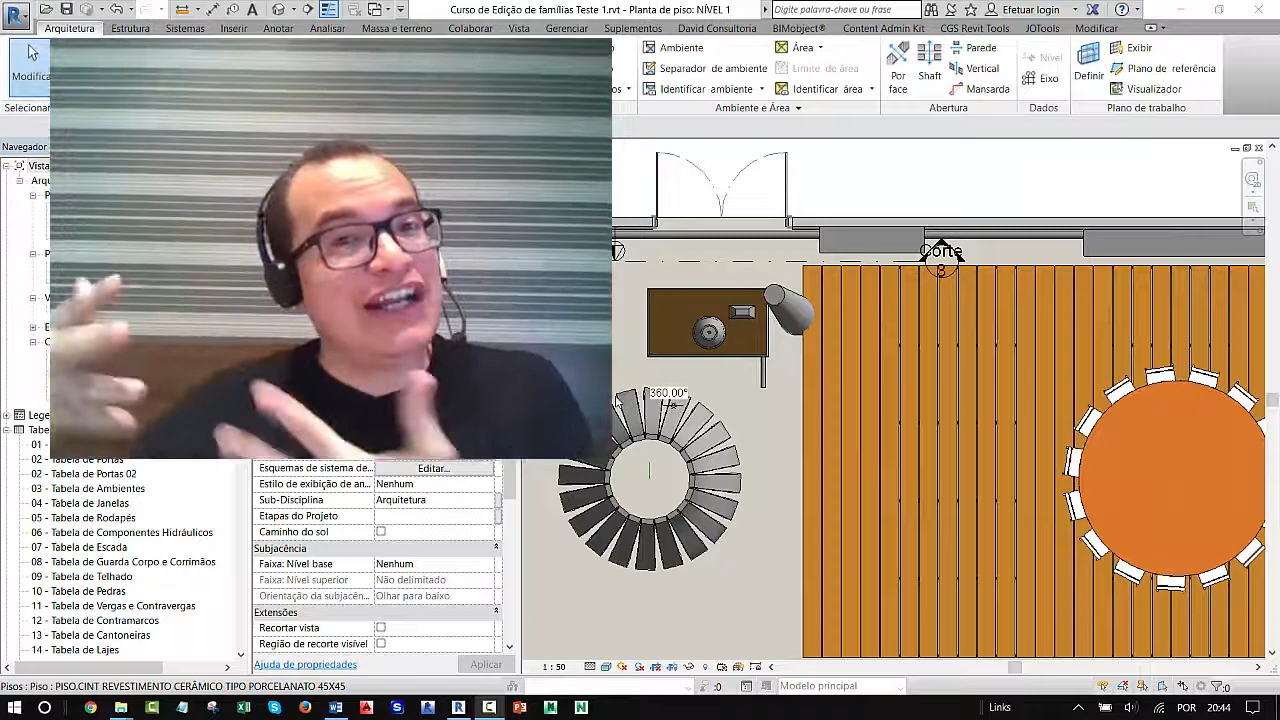 Curso de Edição de famílias Teste 1.rvt - Planta de piso: NÍVEL 1
Digite palavra-chave ou frase
Efetuar login
Arquitetura Estrutura Sistemas Inserir Anotar Analisar Massa e terreno Colaborar Vista Gerenciar Suplementos David Consultoria BIMobject® Content Admin Kit CGS Revit Tools JOTools Modificar
Selecionar
Ambiente
Separador de ambiente
Identificar ambiente
Área
Limite de área
Identificar área
Ambiente e Área
Por face
Shaft
Parede
Vertical
Mansarda
Abertura
Nível
Eixo
Dados
Definir
Exibir
Plano de referência
Visualizador
Plano de trabalho
Corte
3
360.00°
01 - Tabela de Portas
02 - Tabela de Portas 02
03 - Tabela de Ambientes
04 - Tabela de Janelas
05 - Tabela de Rodapés
06 - Tabela de Componentes Hidráulicos
07 - Tabela de Escada
08 - Tabela de Guarda Corpo e Corrimãos
09 - Tabela de Telhado
10 - Tabela de Pedras
11 - Tabela de Vergas e Contravergas
12 - Tabela de Contramarcos
13 - Tabela de Cantoneiras
14 - Tabela de Lajes
Esquemas de sistema de... Editar...
Estilo de exibição de an... Nenhum
Sub-Disciplina Arquitetura
Etapas do Projeto
Caminho do sol
Subjacência
Faixa: Nível base Nenhum
Faixa: Nível superior Não delimitado
Orientação da subjacên... Olhar para baixo
Extensões
Recortar vista
Região de recorte visível
Ajuda de propriedades Aplicar
1 : 50
Pisos : Piso : PISO.CINT REVESTIMENTO CERÂMICO TIPO PORCELANATO 45X45
:0
Modelo principal
:0
Links
POR
20:44